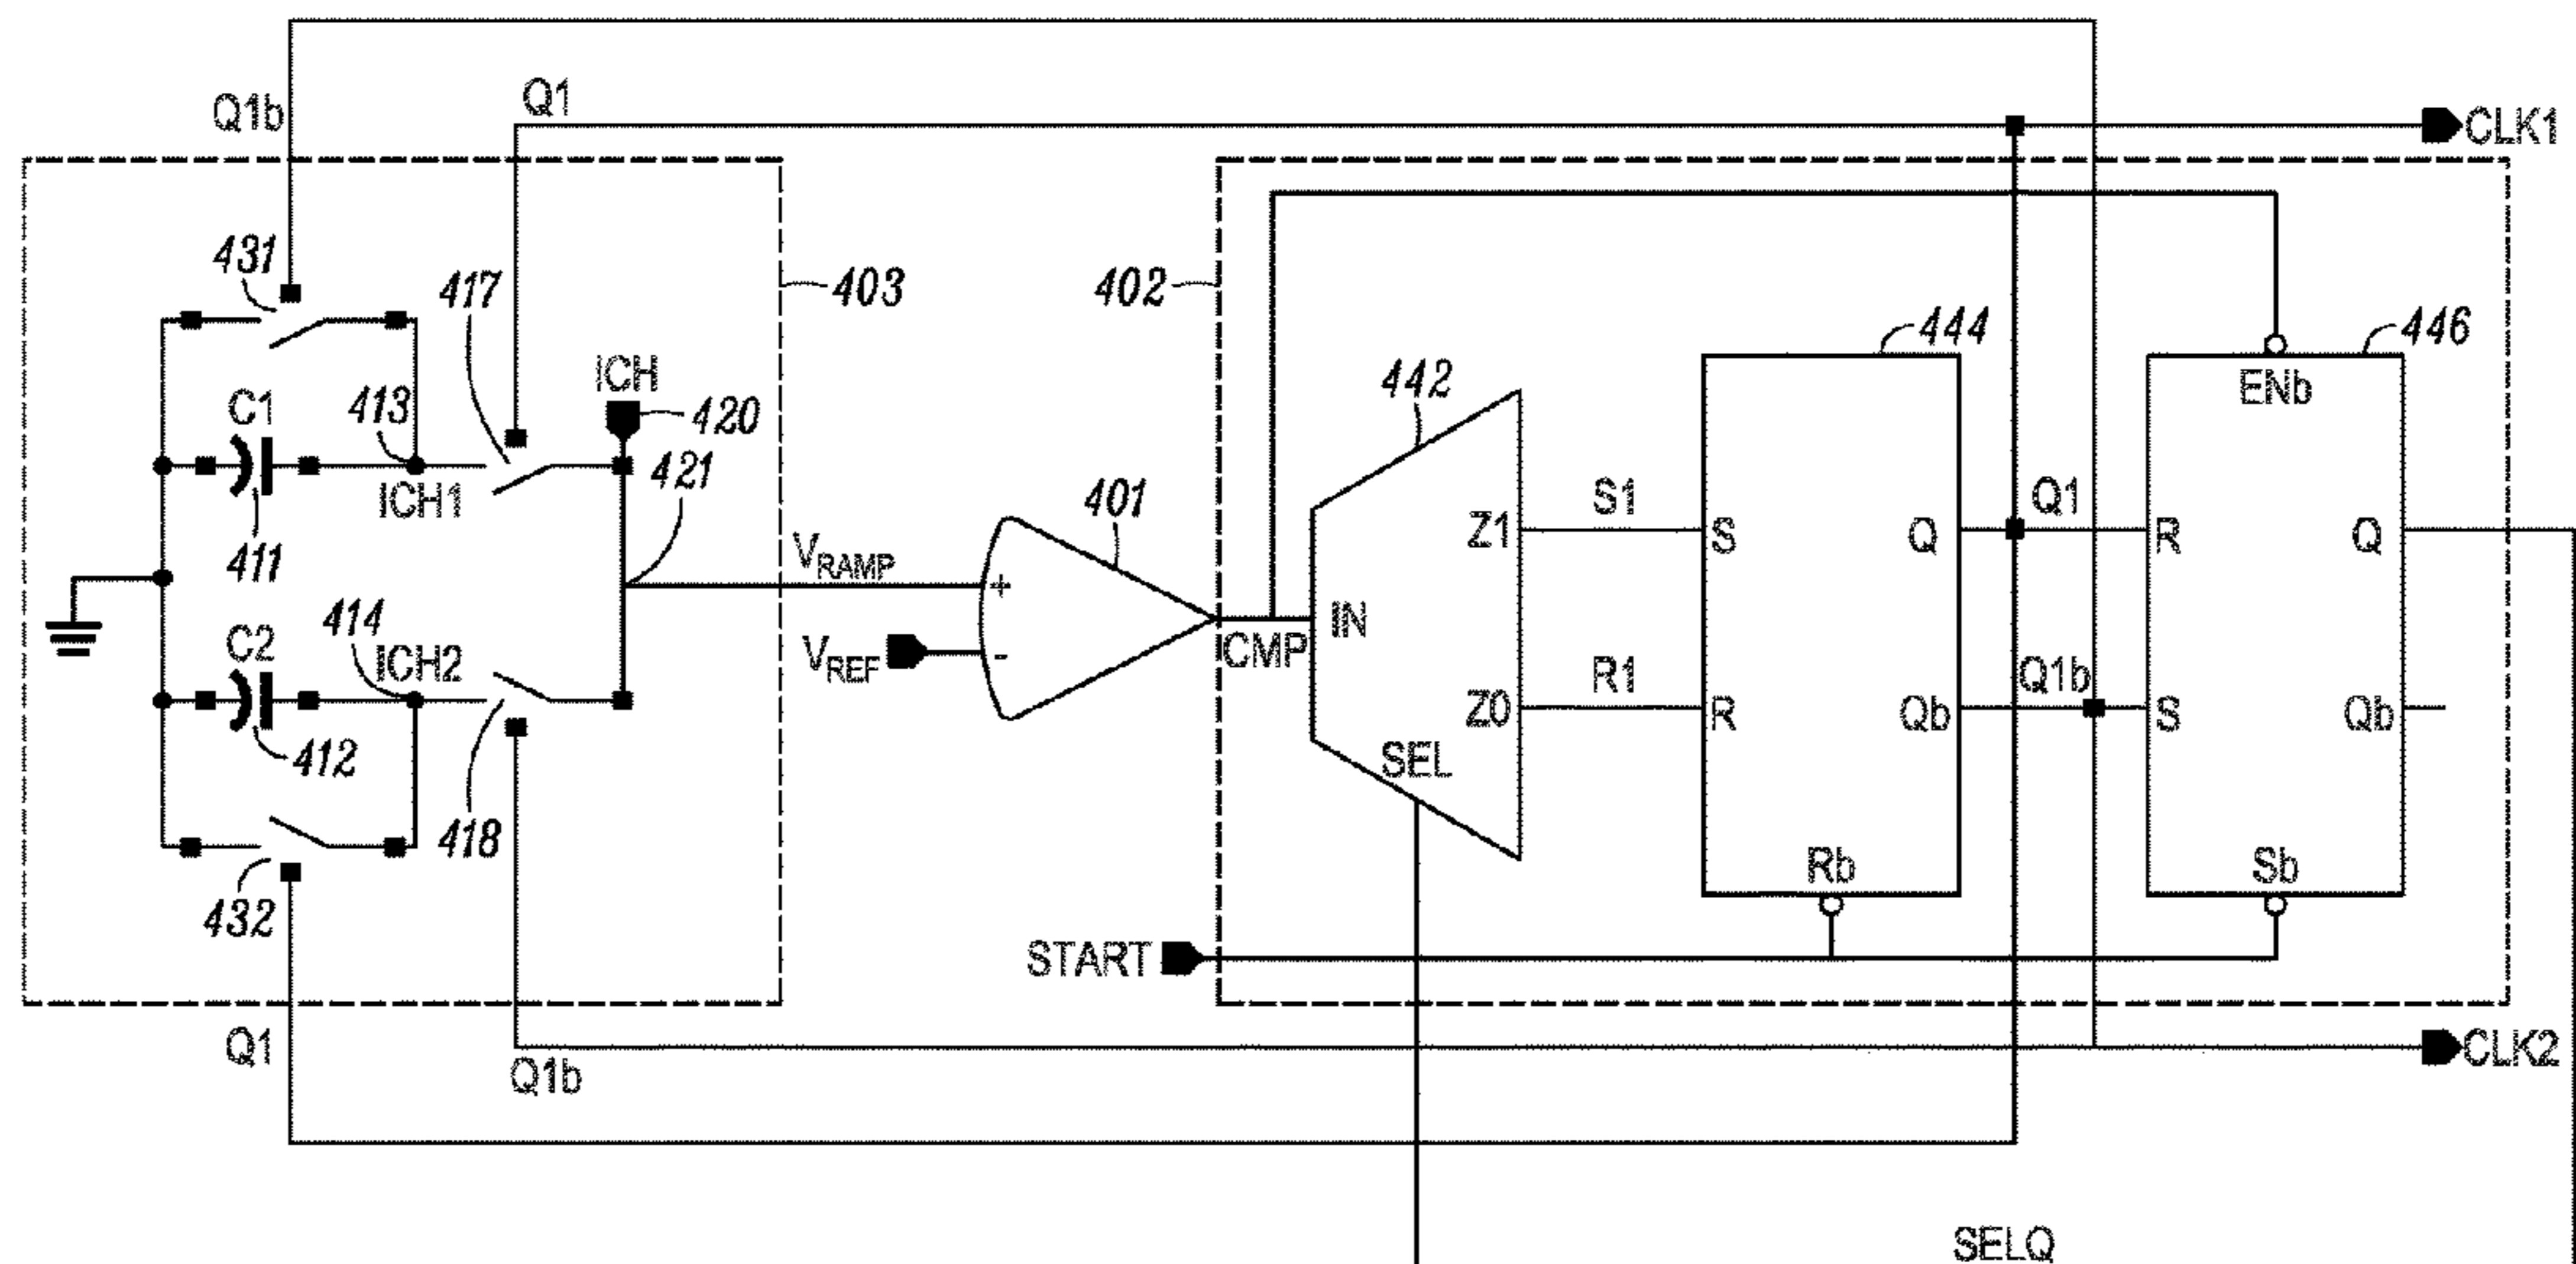 Q1b
Q1
CLK1
431
417
403
402
444
446
ICH
420
ENb
C1
413
442
421
ICH1
401
S1
Z1
S
Q
Q1
R
Q
411
VRAMP
+
IN
C2
414
ICH2
VREF
-
CMP
R1
Z0
R
Qb
Q1b
S
Qb
412
SEL
418
Rb
Sb
432
START
Q1
Q1b
CLK2
SELQ